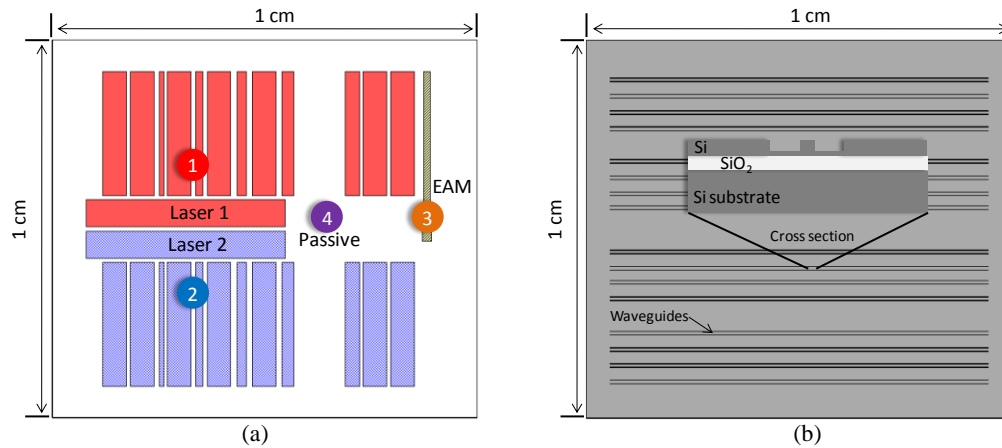 1 cm
1 cm
1
Laser 1
Laser 2
4
Passive
EAM
3
2
(a)
1 cm
1 cm
Si
SiO₂
Si substrate
Cross section
Waveguides
(b)